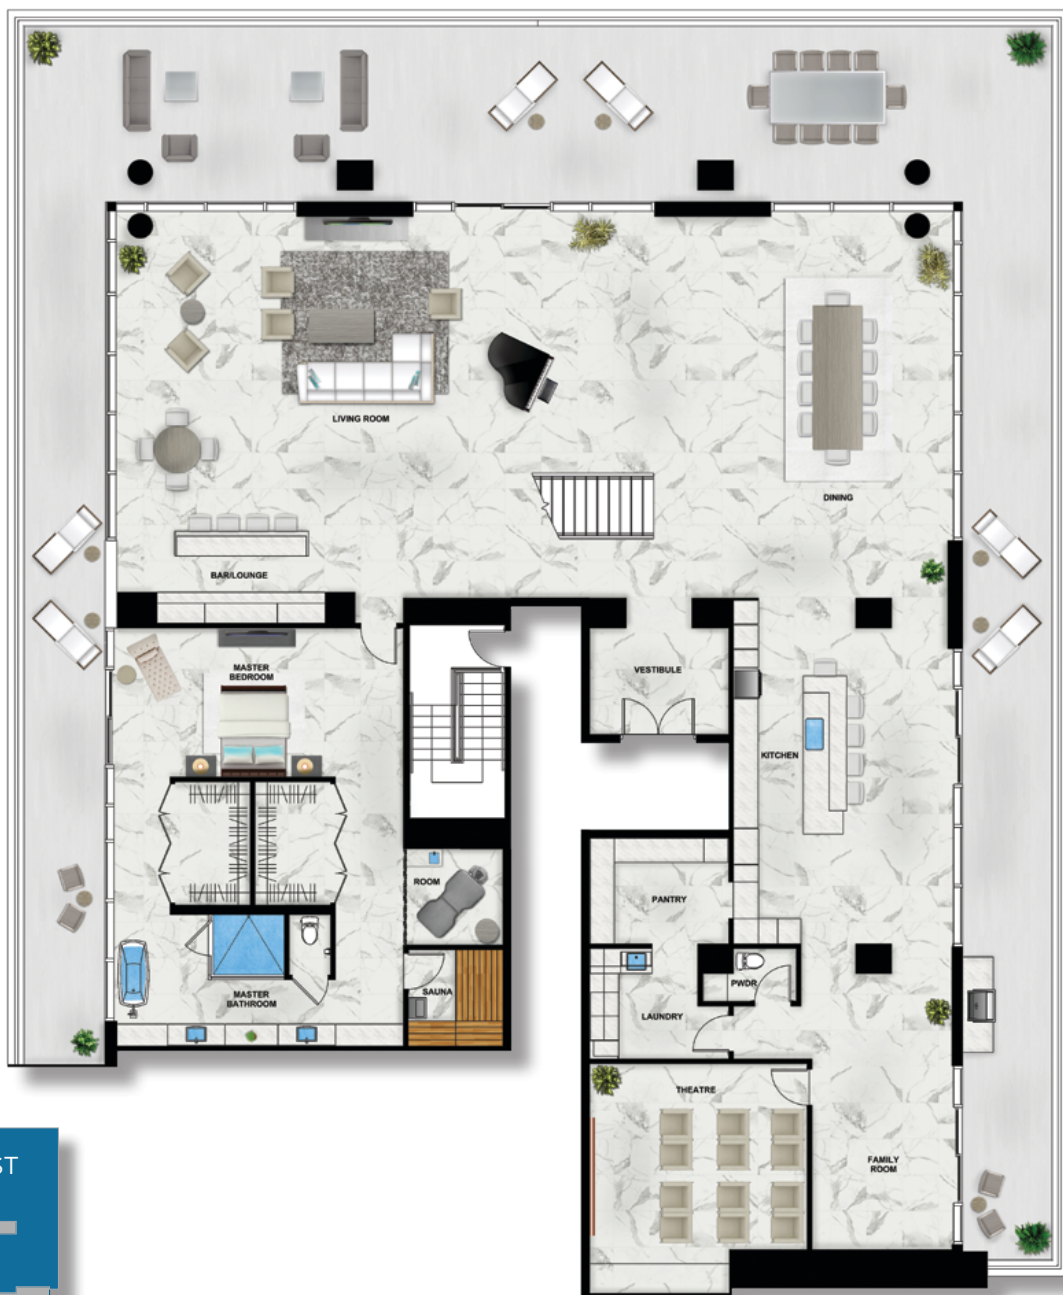 LIVING ROOM
DINING
BAR/LOUNGE
MASTER
BEDROOM
VESTIBULE
KITCHEN
ROOM
PANTRY
SAUNA
MASTER
BATHROOM
PWDR
LAUNDRY
THEATRE
FAMILY
ROOM
ST